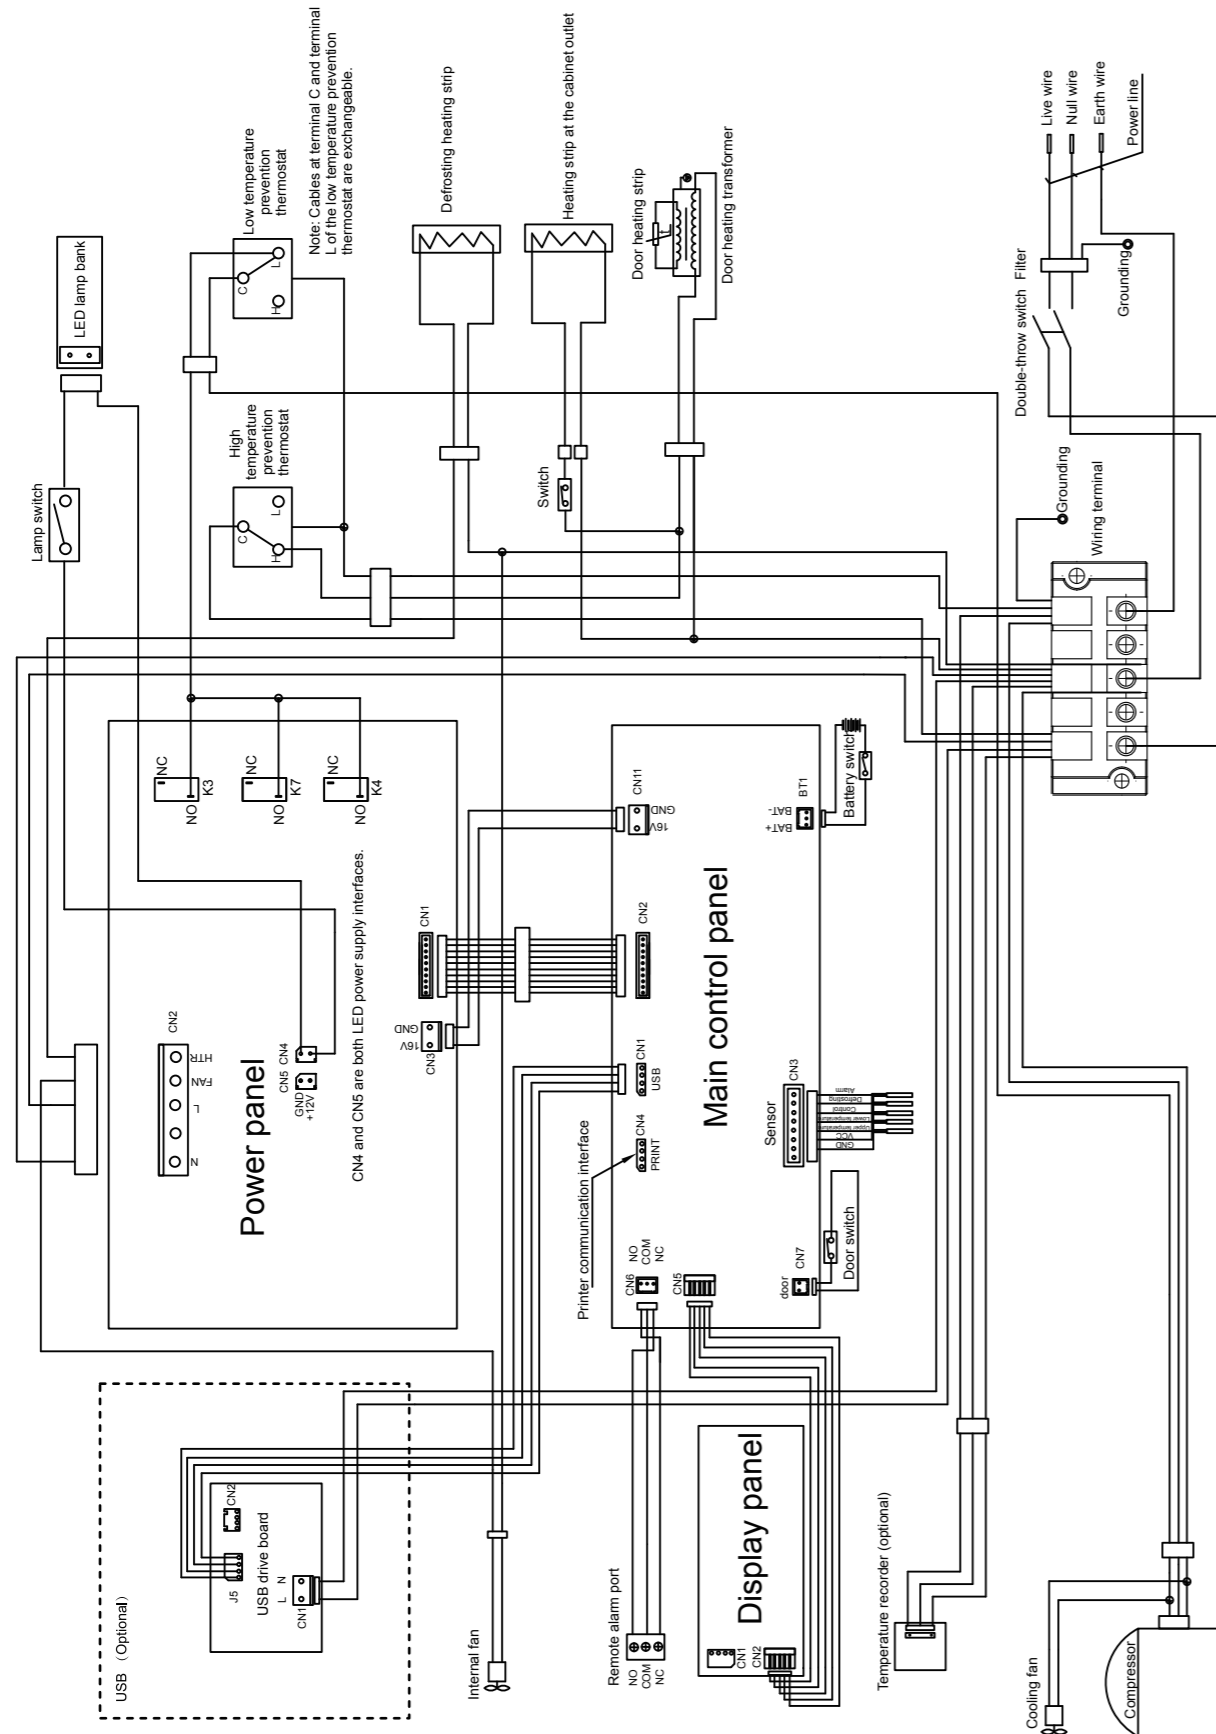 LED lamp bank
Lamp switch
Low temperature
prevention
thermostat
C
L
H
Note: Cables at terminal C and terminal
L of the low temperature prevention
thermostat are exchangeable.
High
temperature
prevention
thermostat
C
L
H
Defrosting heating strip
Heating strip at the cabinet outlet
Switch
Door heating strip
Door heating transformer
Live wire
Null wire
Earth wire
Power line
Filter
Double-throw switch
Grounding
Grounding
Wiring terminal
Power panel
NC
NO
K3
NC
NO
K7
NC
NO
K4
CN2
HTR
FAN
L
N
CN5
CN4
GND
+12V
CN4 and CN5 are both LED power supply interfaces.
CN1
GND
16V
CN3
Main control panel
CN11
GND
16V
CN2
BT1
BAT-
BAT+
Battery switch
CN1
USB
CN4
PRINT
Printer communication interface
CN3
Sensor
Alarm
Defrosting
Control
Lower temperature
Upper temperature
VCC
GND
CN6
NO
COM
NC
CN5
CN7
door
Door switch
USB（Optional）
USB drive board
CN2
J5
N
L
CN1
Internal fan
Remote alarm port
NO
COM
NC
Display panel
CN1
CN2
Temperature recorder (optional)
Cooling fan
Compressor